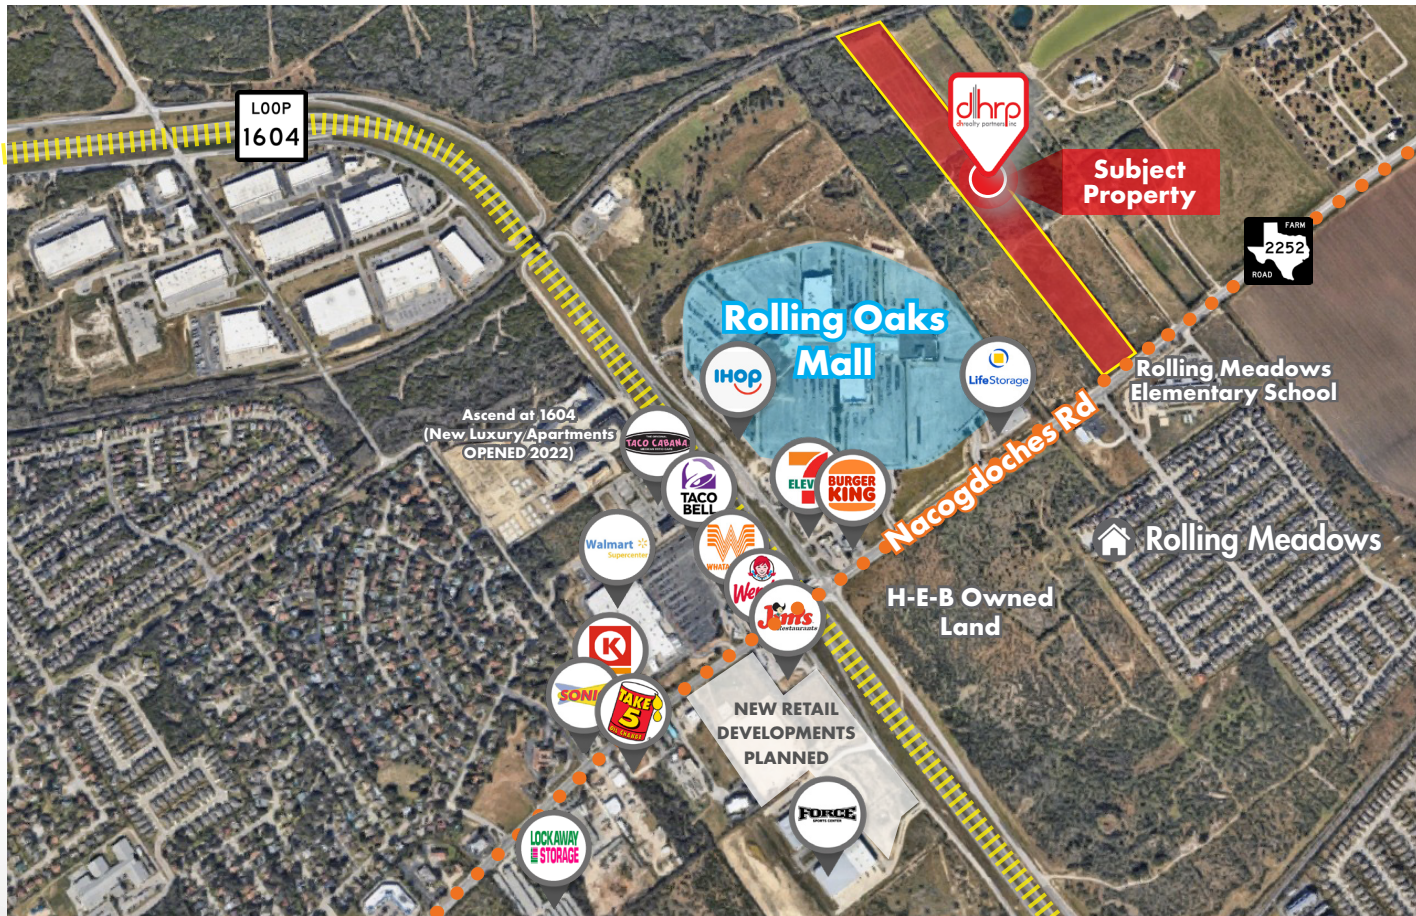 LOOP
1604
dhrp
dhrealty partners, inc
Subject
Property
FARM
2252
ROAD
Rolling Oaks
Mall
IHOP
LifeStorage
Rolling Meadows
Elementary School
Ascend at 1604
(New Luxury Apartments
OPENED 2022)
TACO CABANA
TACO
BELL
7
ELEV
BURGER
KING
Nacogdoches Rd
Walmart
Supercenter
WHATA
Wen
Jim's
Restaurants
Rolling Meadows
H-E-B Owned
Land
K
SONI
TAKE
5
OIL CHANGE
NEW RETAIL
DEVELOPMENTS
PLANNED
FORCE
SPORTS CENTER
LOCKAWAY
STORAGE